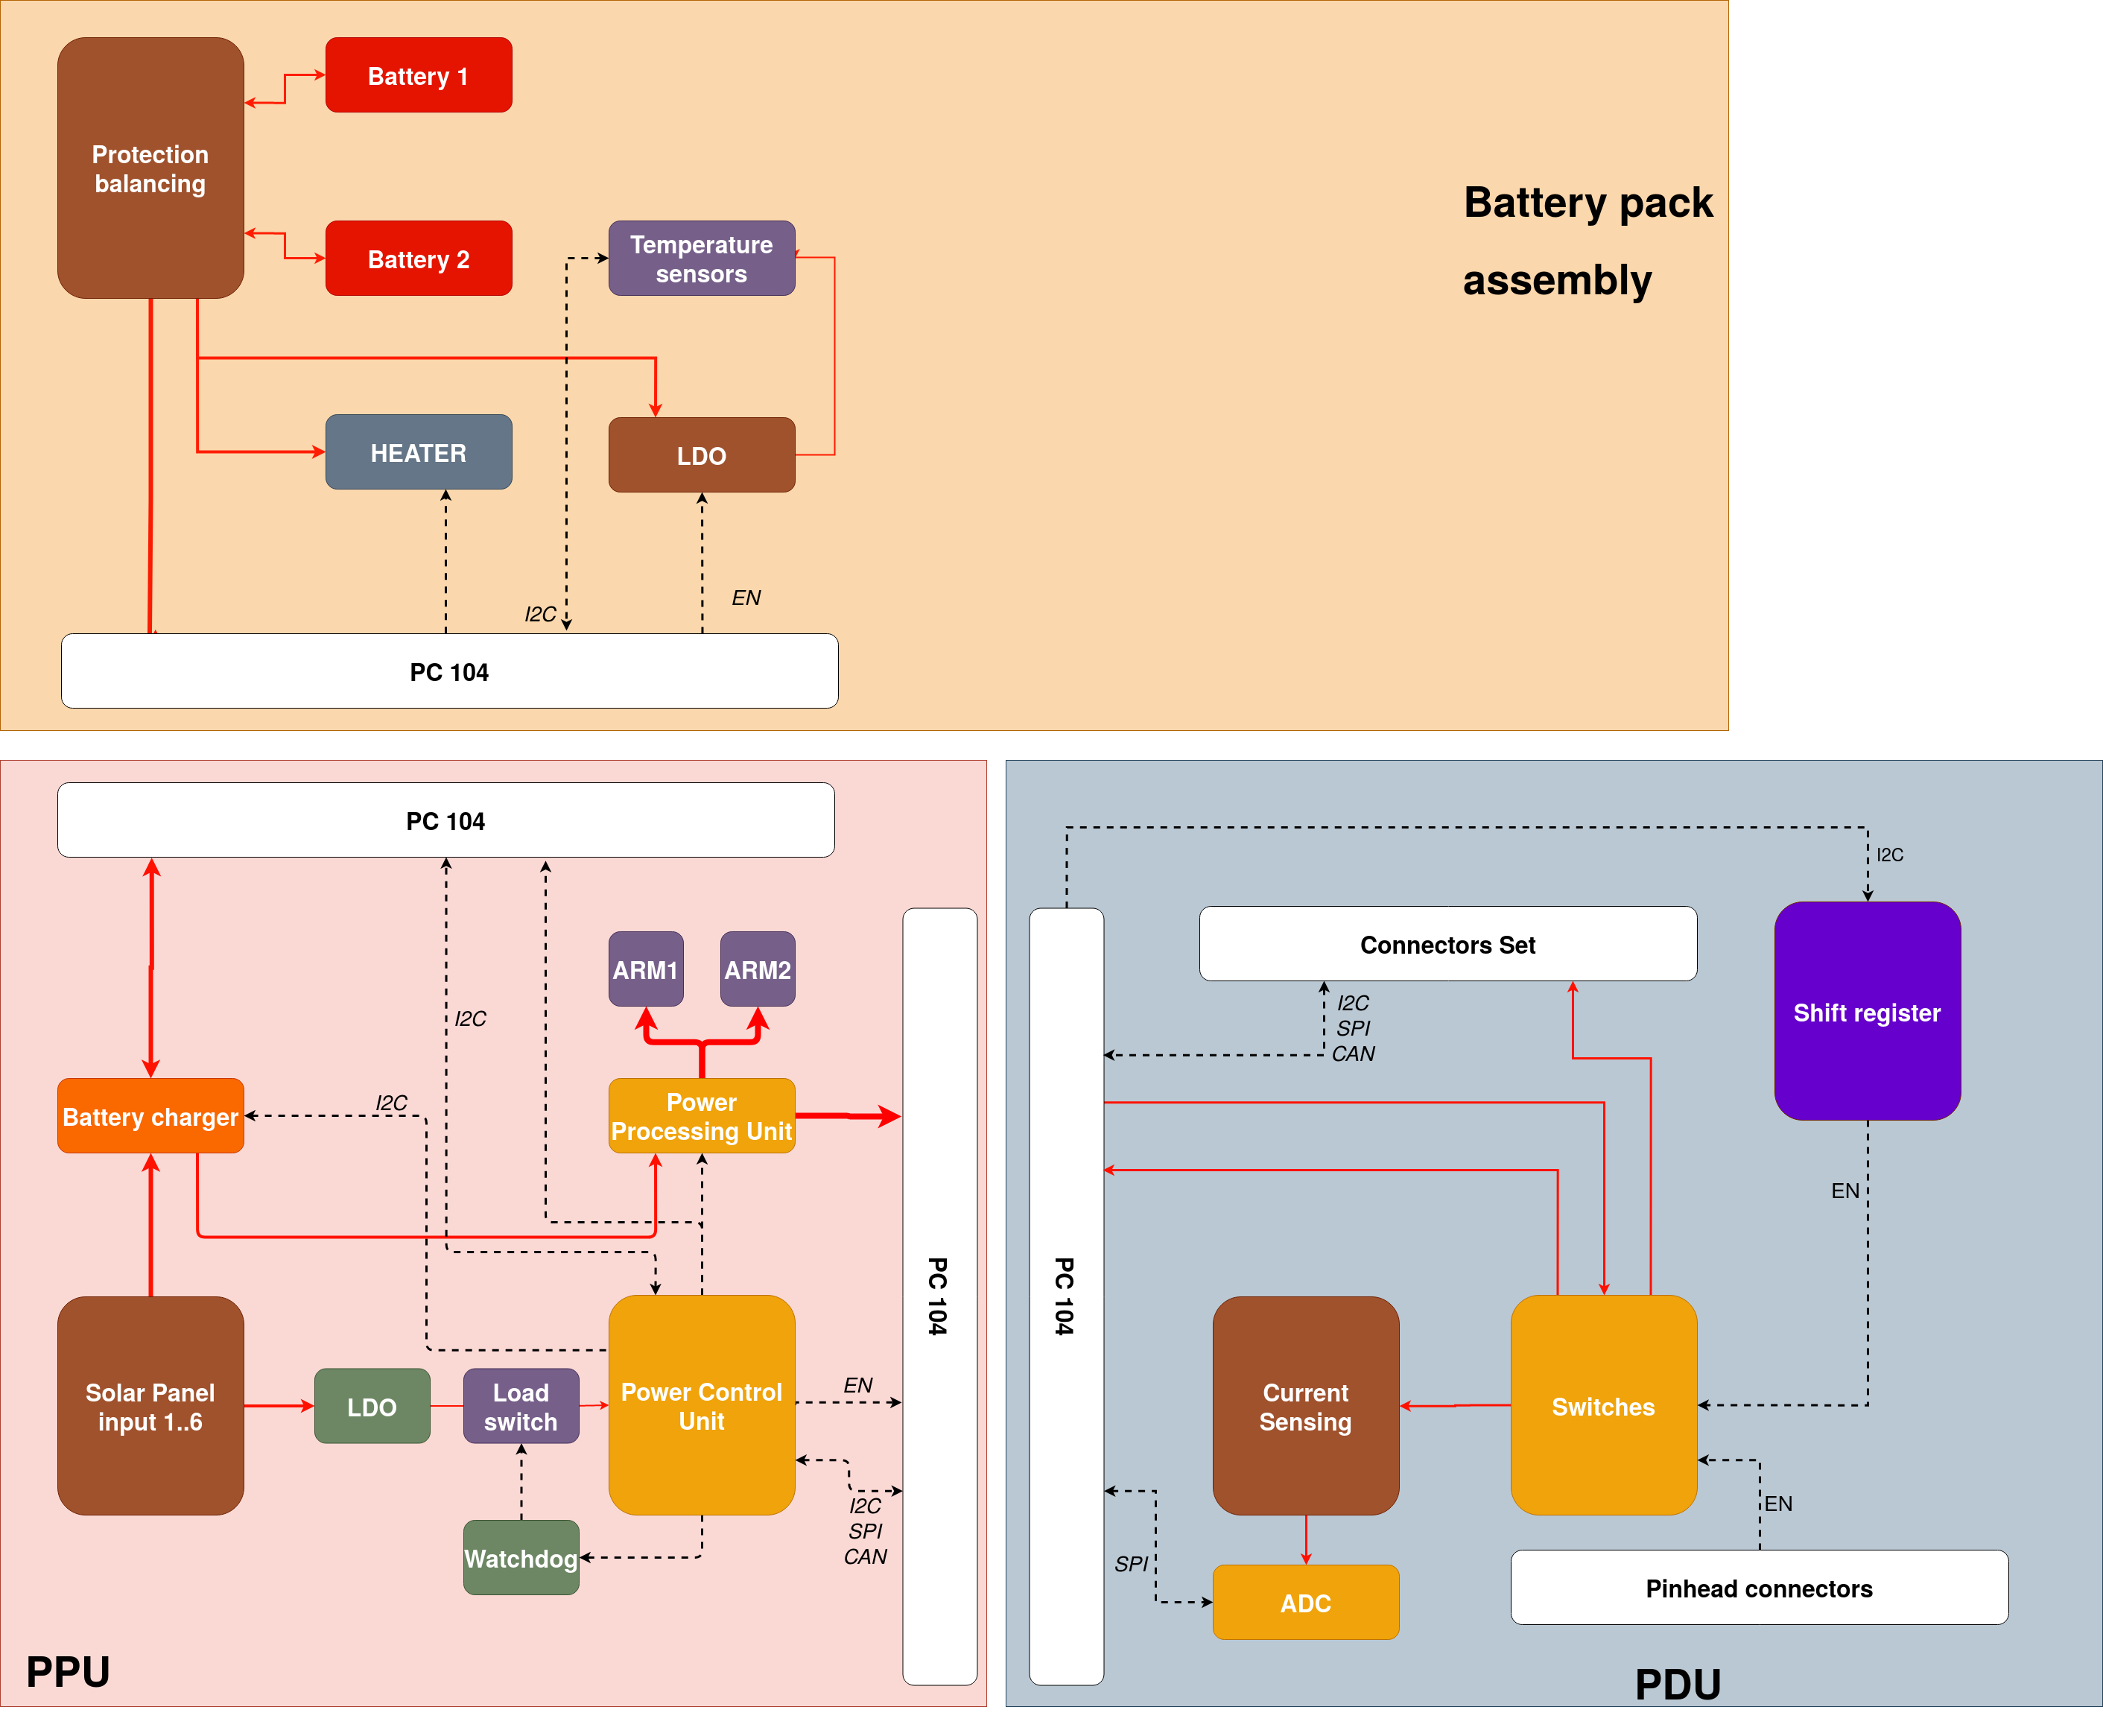 Battery 1
Protection
balancing
Battery 2
Temperature
sensors
Battery pack
assembly
HEATER
LDO
I2C
EN
PC 104
PC 104
ARM1
ARM2
I2C
I2C
Battery charger
Power
Processing Unit
PC 104
Solar Panel
input 1..6
LDO
Load
switch
Power Control
Unit
EN
I2C
SPI
CAN
Watchdog
PPU
I2C
Connectors Set
I2C
SPI
CAN
Shift register
EN
PC 104
Current
Sensing
Switches
EN
SPI
ADC
Pinhead connectors
PDU